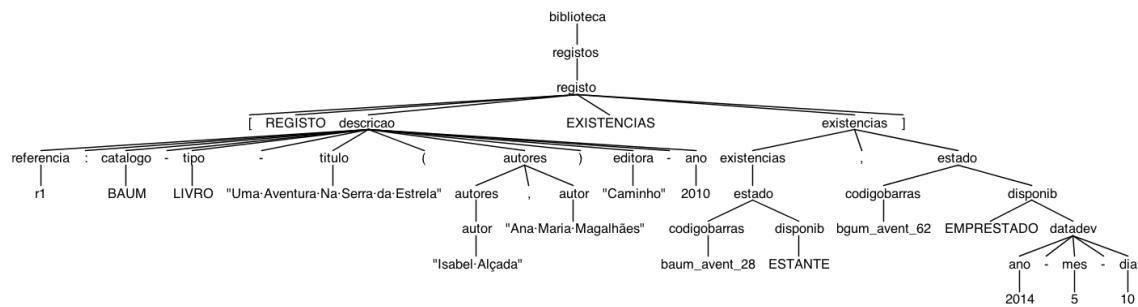 biblioteca
registos
registo
[ REGISTO descricao EXISTENCIAS existencias ]
referencia : catalogo - tipo - titulo ( autores ) editora - ano existencias , estado
r1 BAUM LIVRO "Uma·Aventura·Na·Serra·da·Estrela" autores , autor "Caminho" 2010 estado codigobarras disponib
autor "Ana·Maria·Magalhães" codigobarras disponib bgum_avent_62 EMPRESTADO datadev
"Isabel·Alçada" baum_avent_28 ESTANTE ano - mes - dia
2014 5 10